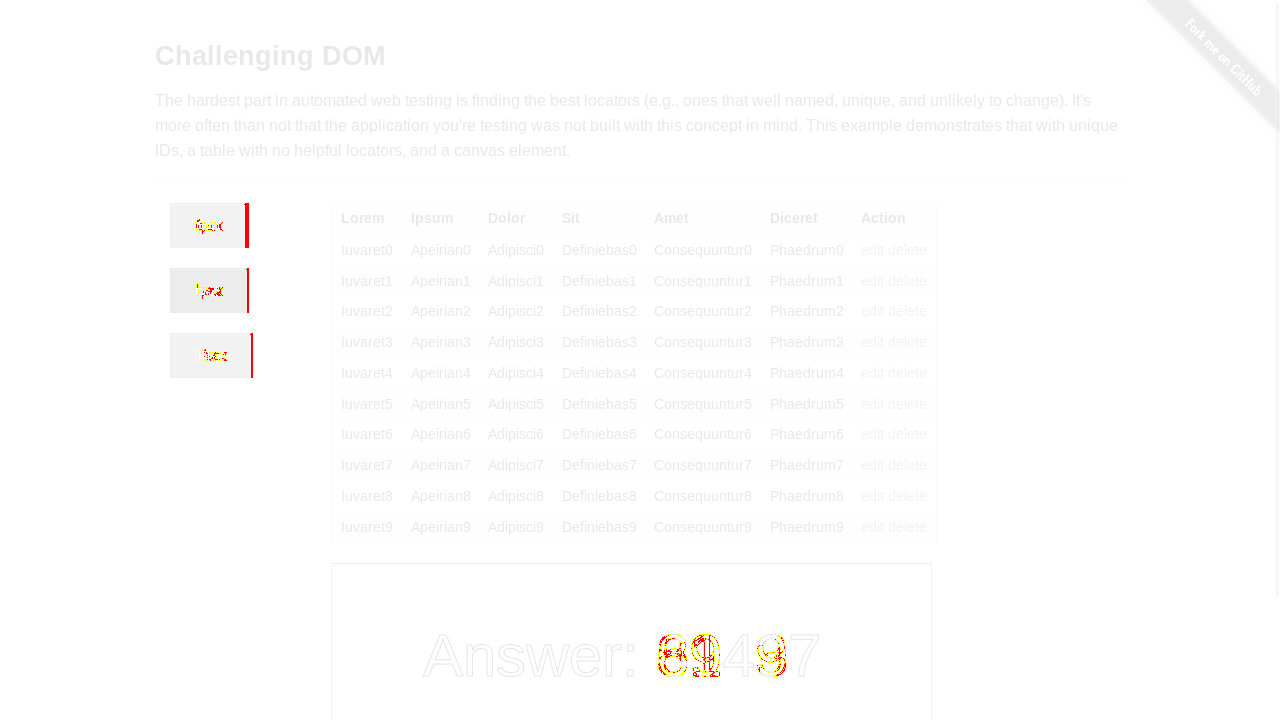 Fork me on GitHub
Challenging DOM
The hardest part in automated web testing is finding the best locators (e.g., ones that well named, unique, and unlikely to change). It's
more often than not that the application you're testing was not built with this concept in mind. This example demonstrates that with unique
IDs, a table with no helpful locators, and a canvas element.
Lorem Ipsum Dolor Sit Amet Diceret Action
Iuvaret0 Apeirian0 Adipisci0 Definiebas0 Consequuntur0 Phaedrum0 edit delete
Iuvaret1 Apeirian1 Adipisci1 Definiebas1 Consequuntur1 Phaedrum1 edit delete
Iuvaret2 Apeirian2 Adipisci2 Definiebas2 Consequuntur2 Phaedrum2 edit delete
Iuvaret3 Apeirian3 Adipisci3 Definiebas3 Consequuntur3 Phaedrum3 edit delete
Iuvaret4 Apeirian4 Adipisci4 Definiebas4 Consequuntur4 Phaedrum4 edit delete
Iuvaret5 Apeirian5 Adipisci5 Definiebas5 Consequuntur5 Phaedrum5 edit delete
Iuvaret6 Apeirian6 Adipisci6 Definiebas6 Consequuntur6 Phaedrum6 edit delete
Iuvaret7 Apeirian7 Adipisci7 Definiebas7 Consequuntur7 Phaedrum7 edit delete
Iuvaret8 Apeirian8 Adipisci8 Definiebas8 Consequuntur8 Phaedrum8 edit delete
Iuvaret9 Apeirian9 Adipisci9 Definiebas9 Consequuntur9 Phaedrum9 edit delete
Answer: